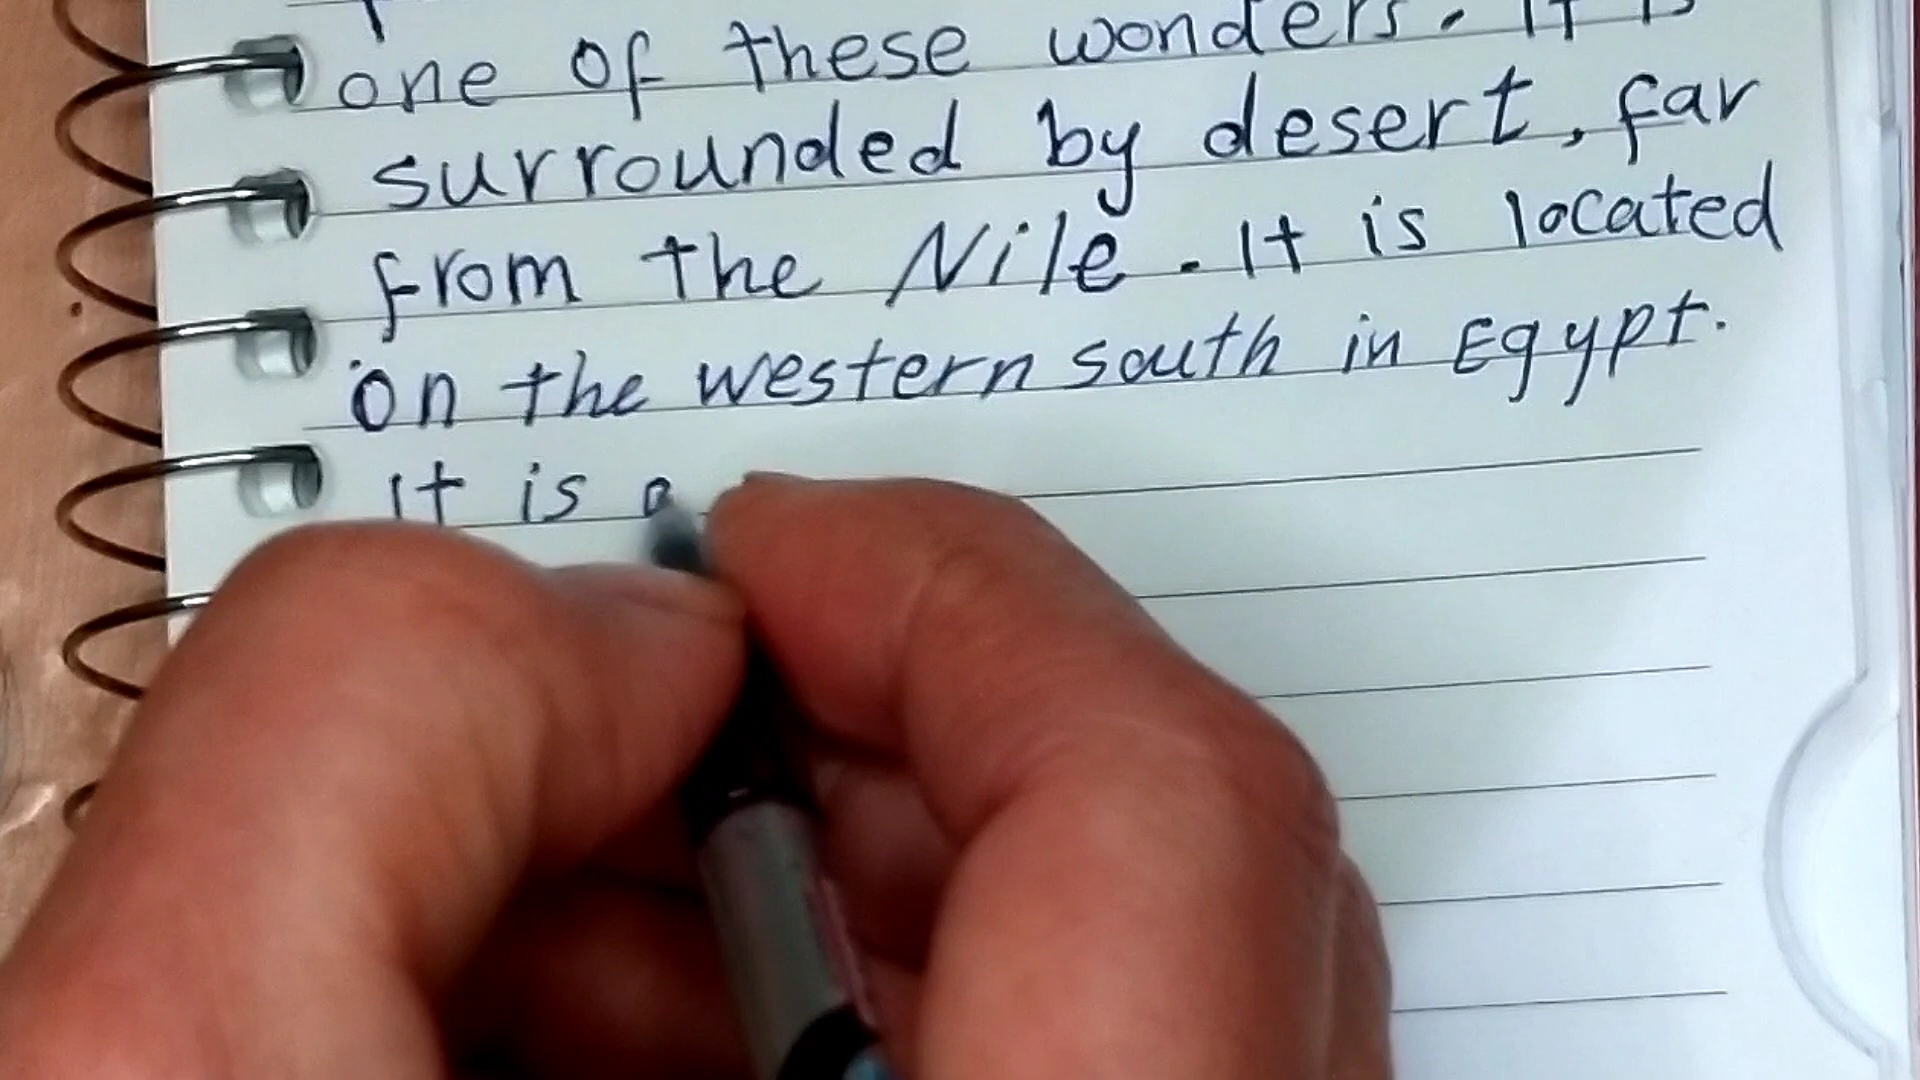 one of these wonders. It is
surrounded by desert, far
from the Nile. It is located
on the western south in Egypt.
It is